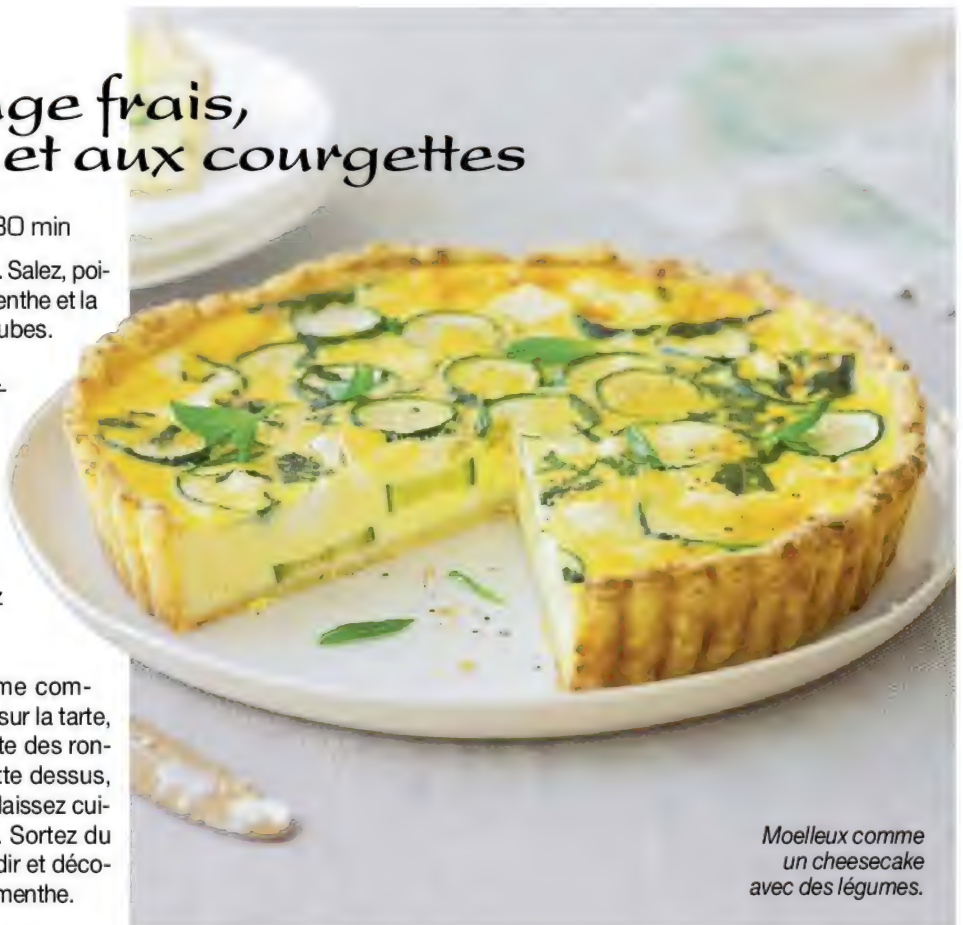 ge frais,
et aux courgettes
30 min
. Salez, poi-
enthe et la
ubes.
z
me com-
sur la tarte,
te des ron-
tte dessus,
laissez cui-
. Sortez du
dir et déco-
menthe.
Moelleux comme
un cheesecake
avec des légumes.